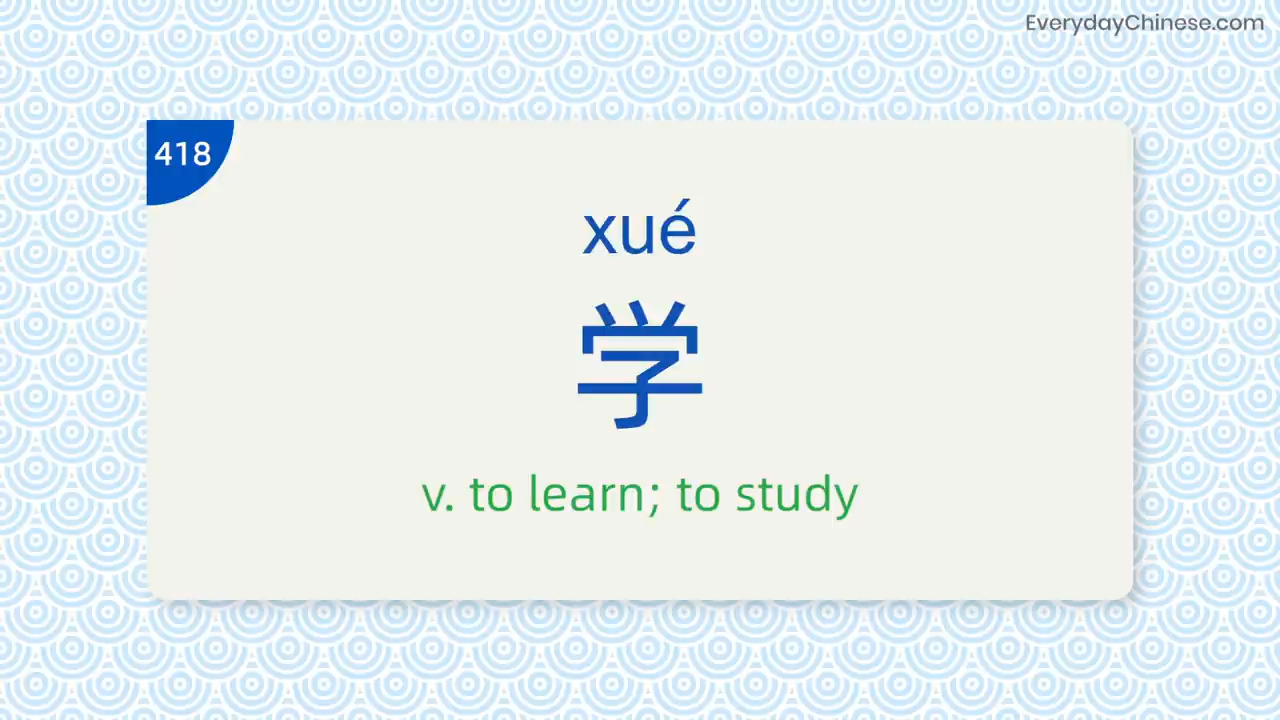 EverydayChinese.com
418
xué
学
v. to learn; to study